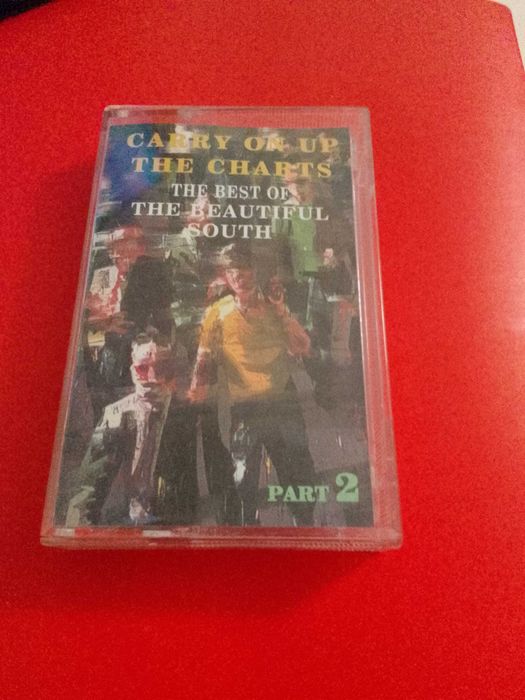 CARRY ON UP
THE CHARTS
THE BEST OF
THE BEAUTIFUL
SOUTH
PART 2